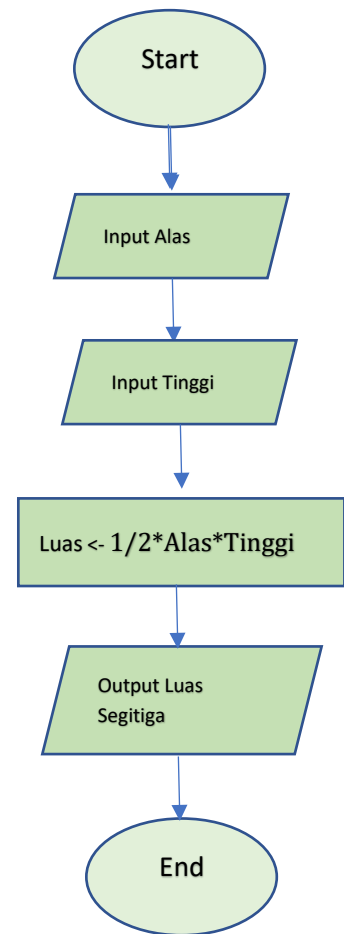 Start
Input Alas
Input Tinggi
Luas <- 1/2*Alas*Tinggi
Output Luas
Segitiga
End